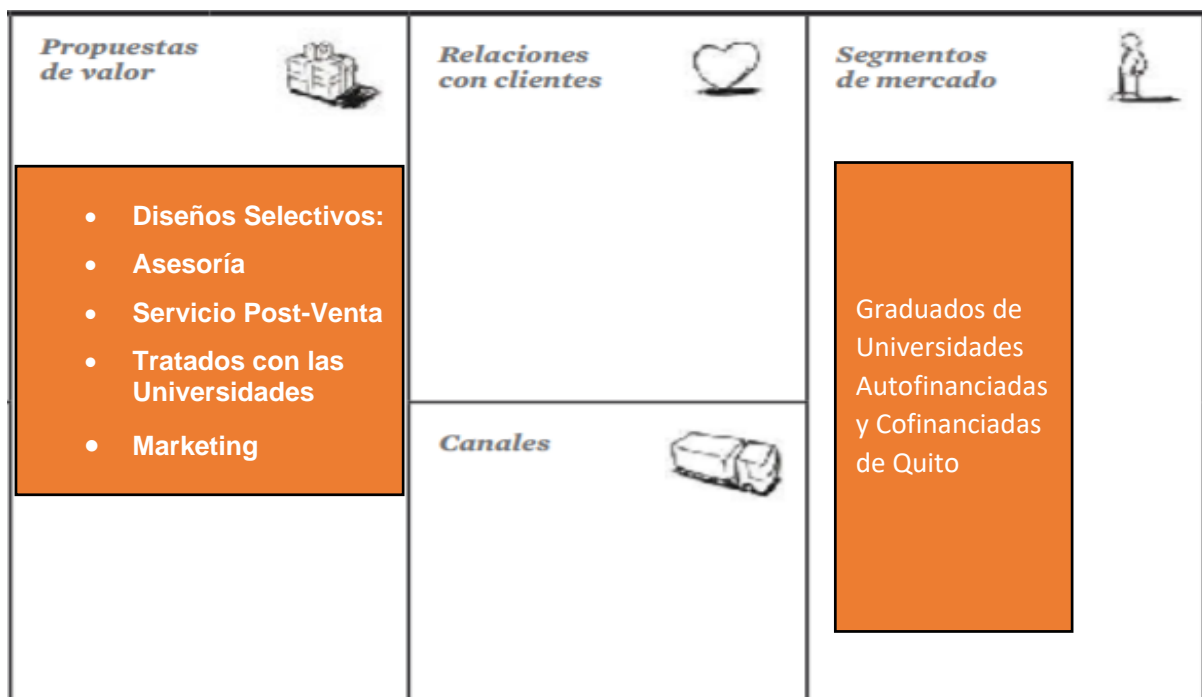 Propuestas
de valor
Relaciones
con clientes
Segmentos
de mercado
• Diseños Selectivos:
• Asesoría
• Servicio Post-Venta
• Tratados con las
Universidades
• Marketing
Canales
Graduados de
Universidades
Autofinanciadas
y Cofinanciadas
de Quito